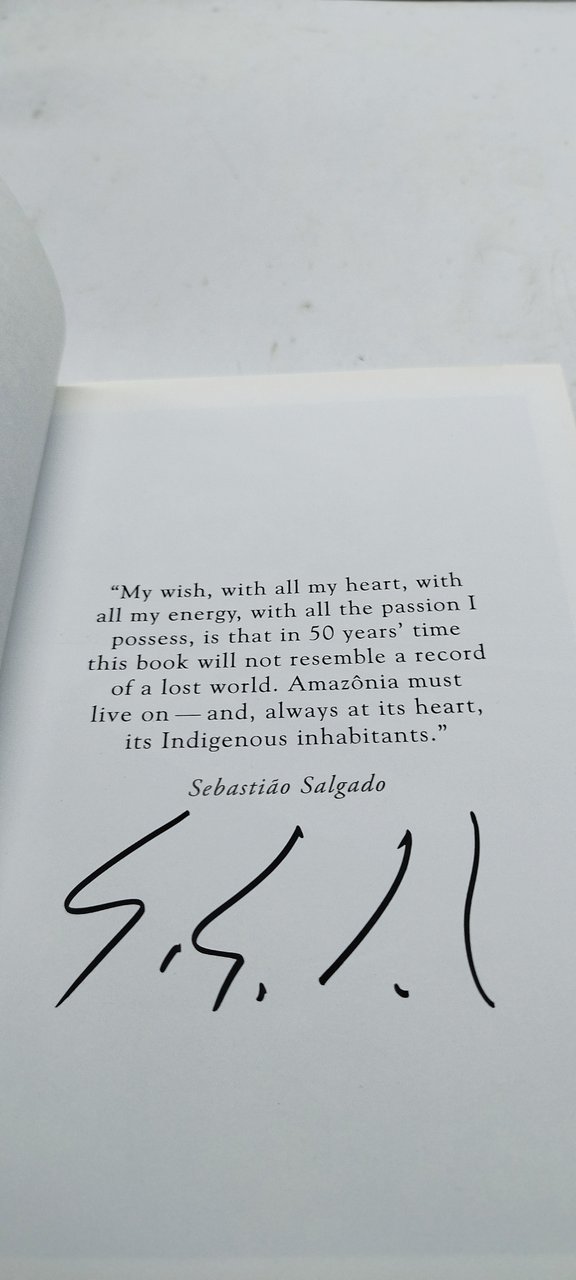 “My wish, with all my heart, with
all my energy, with all the passion I
possess, is that in 50 years’ time
this book will not resemble a record
of a lost world. Amazônia must
live on — and, always at its heart,
its Indigenous inhabitants.”
Sebastião Salgado